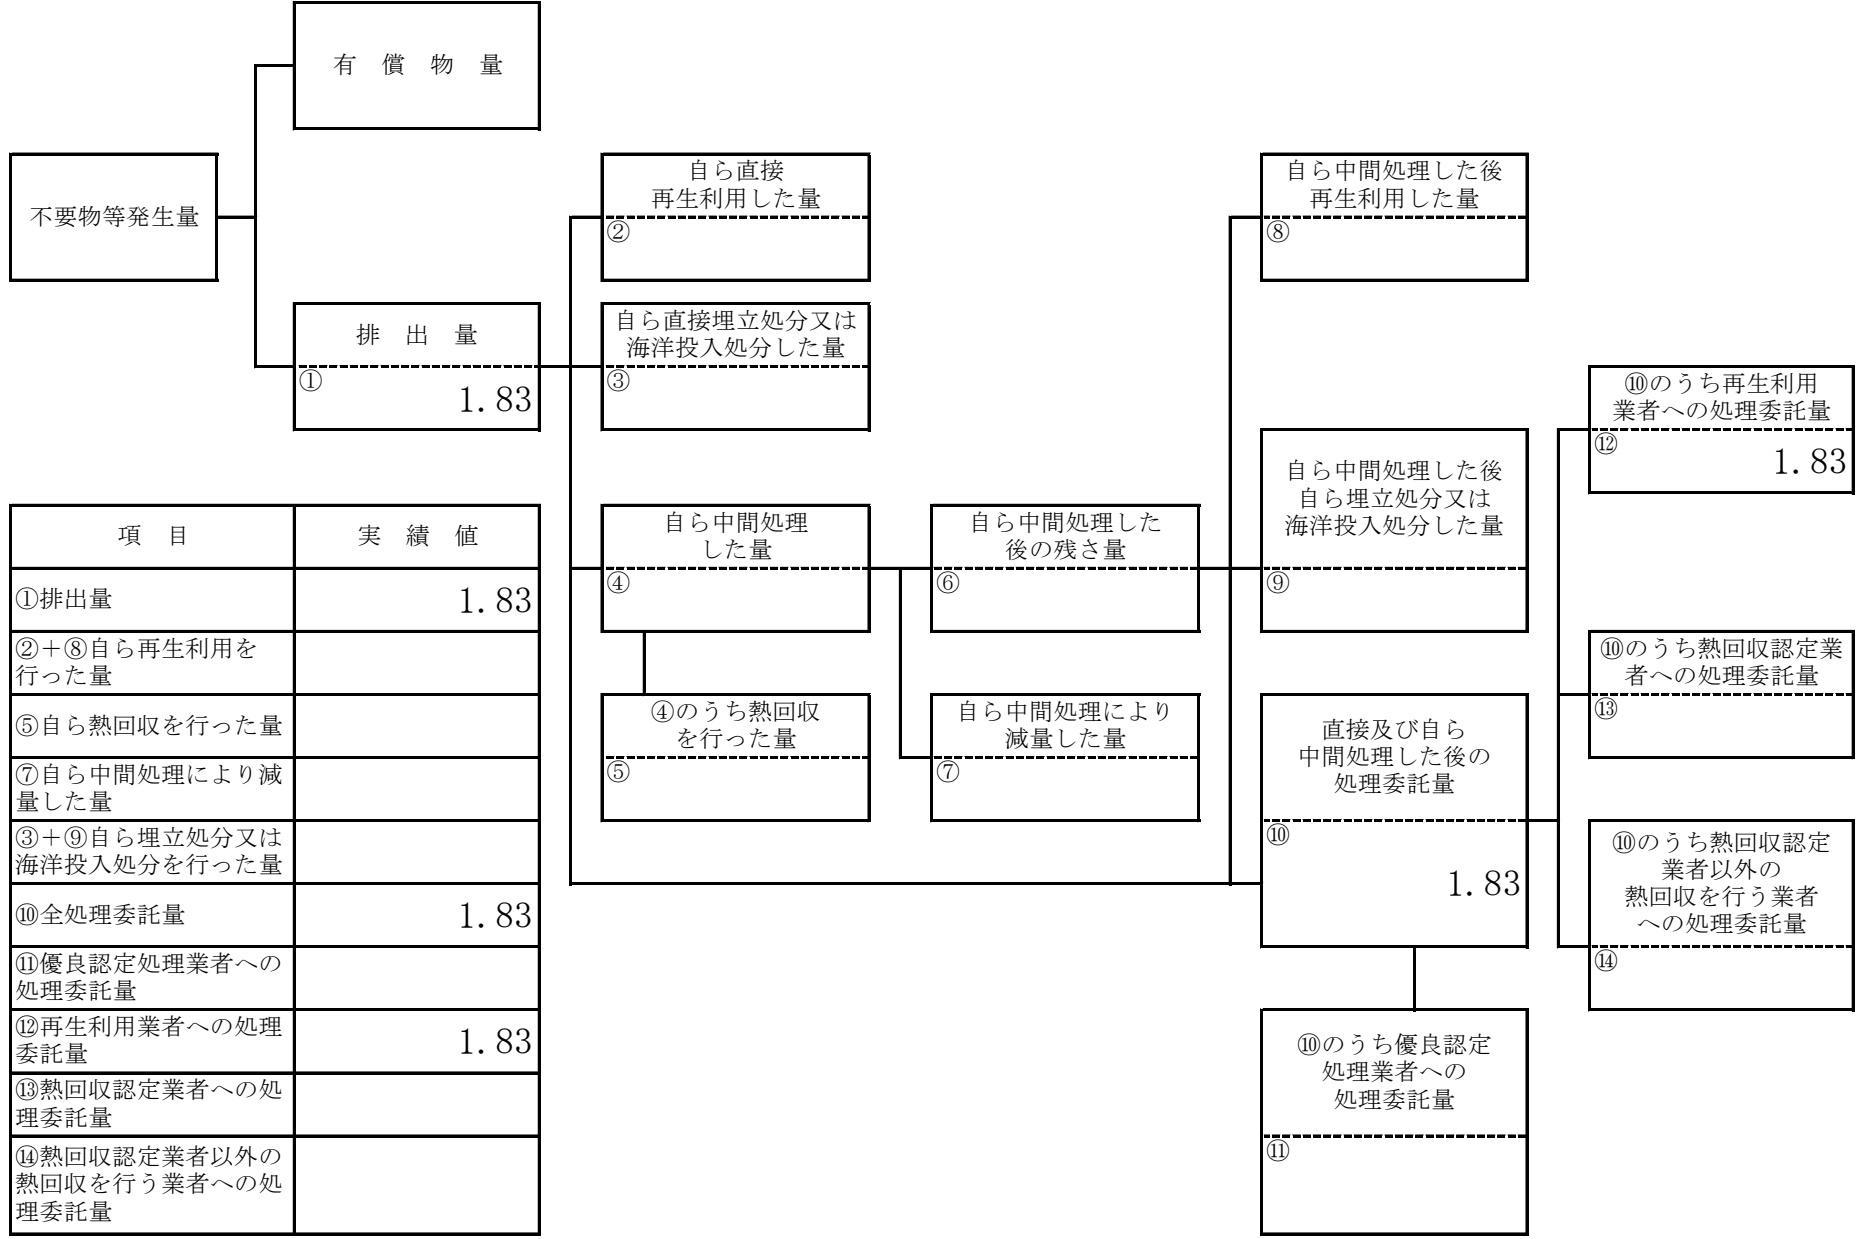 有　償　物　量
不要物等発生量
排　出　量
①
1.83
自ら直接
再生利用した量
②
自ら直接埋立処分又は
海洋投入処分した量
③
自ら中間処理
した量
④
④のうち熱回収
を行った量
⑤
自ら中間処理した
後の残さ量
⑥
自ら中間処理により
減量した量
⑦
自ら中間処理した後
再生利用した量
⑧
自ら中間処理した後
自ら埋立処分又は
海洋投入処分した量
⑨
直接及び自ら
中間処理した後の
処理委託量
⑩
1.83
⑩のうち優良認定
処理業者への
処理委託量
⑪
⑩のうち再生利用
業者への処理委託量
⑫
1.83
⑩のうち熱回収認定業
者への処理委託量
⑬
⑩のうち熱回収認定
業者以外の
熱回収を行う業者
への処理委託量
⑭
項　目　実　績　値
①排出量　1.83
②＋⑧自ら再生利用を
行った量
⑤自ら熱回収を行った量
⑦自ら中間処理により減
量した量
③＋⑨自ら埋立処分又は
海洋投入処分を行った量
⑩全処理委託量　1.83
⑪優良認定処理業者への
処理委託量
⑫再生利用業者への処理
委託量　1.83
⑬熱回収認定業者への処
理委託量
⑭熱回収認定業者以外の
熱回収を行う業者への処
理委託量